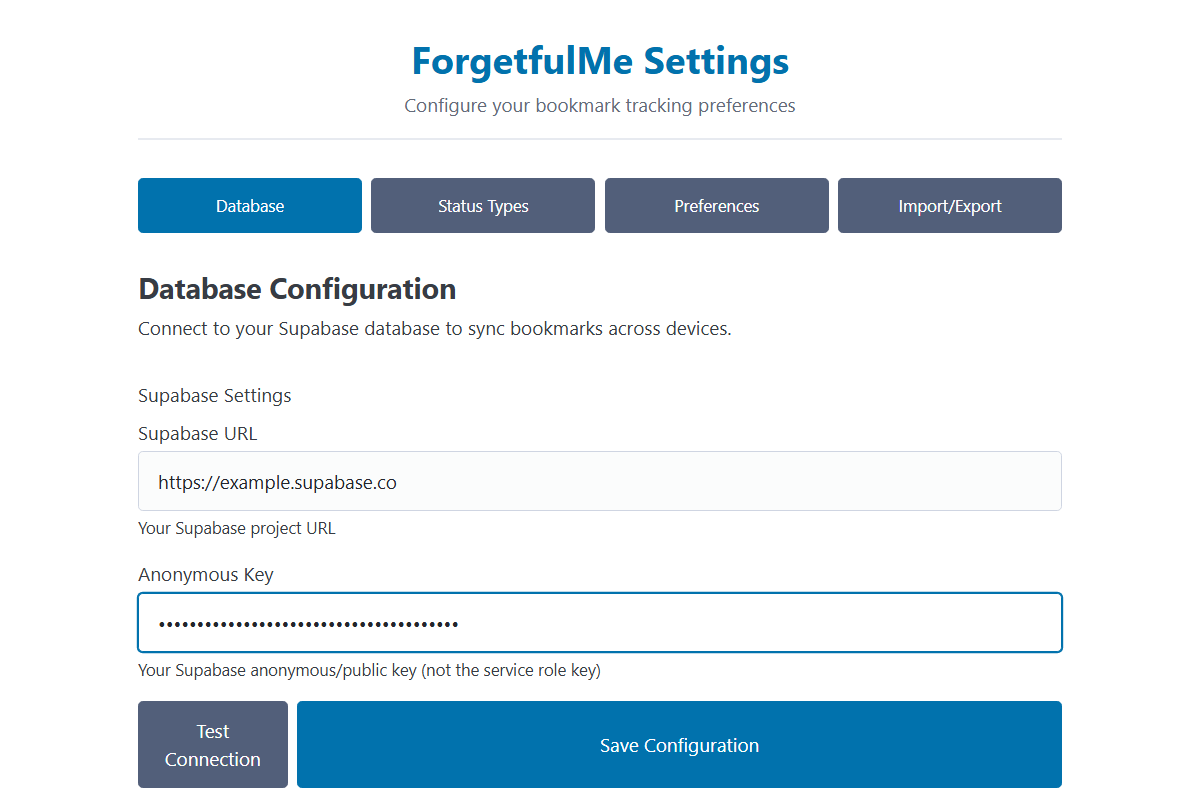 ForgetfulMe Settings
Configure your bookmark tracking preferences
Database
Status Types
Preferences
Import/Export
Database Configuration
Connect to your Supabase database to sync bookmarks across devices.
Supabase Settings
Supabase URL
https://example.supabase.co
Your Supabase project URL
Anonymous Key
•••••••••••••••••••••••••••••••••••••••
Your Supabase anonymous/public key (not the service role key)
Test
Connection
Save Configuration